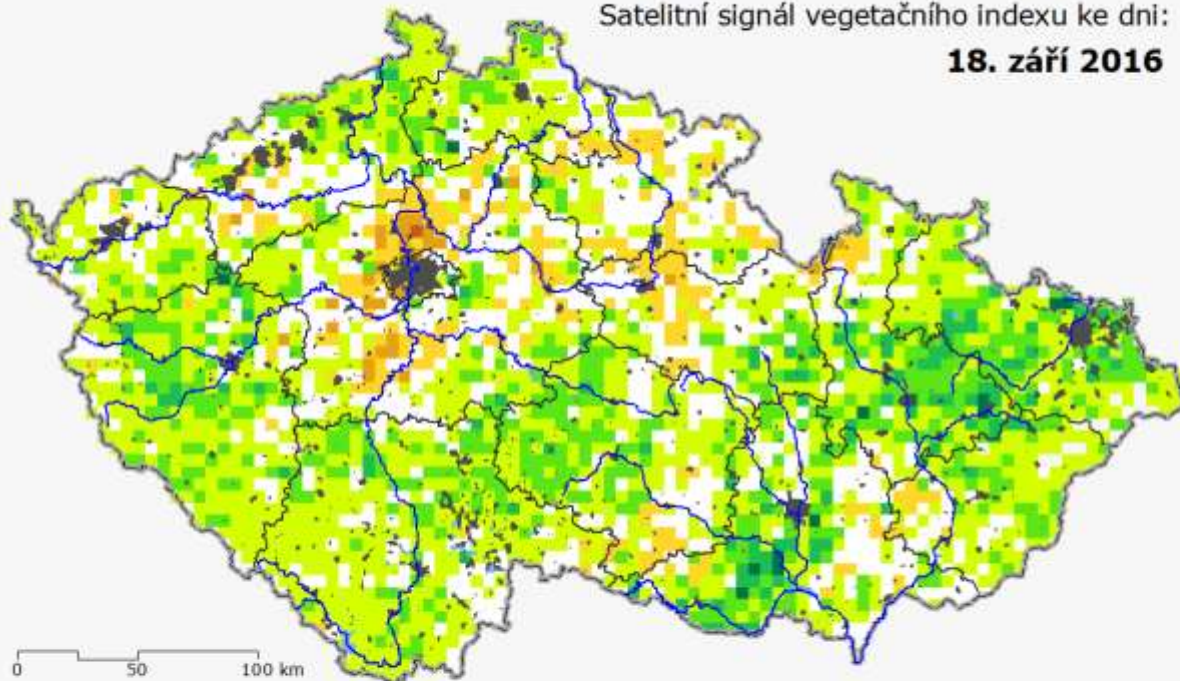 Satelitní signál vegetačního indexu ke dni:
18. září 2016
0 50 100 km